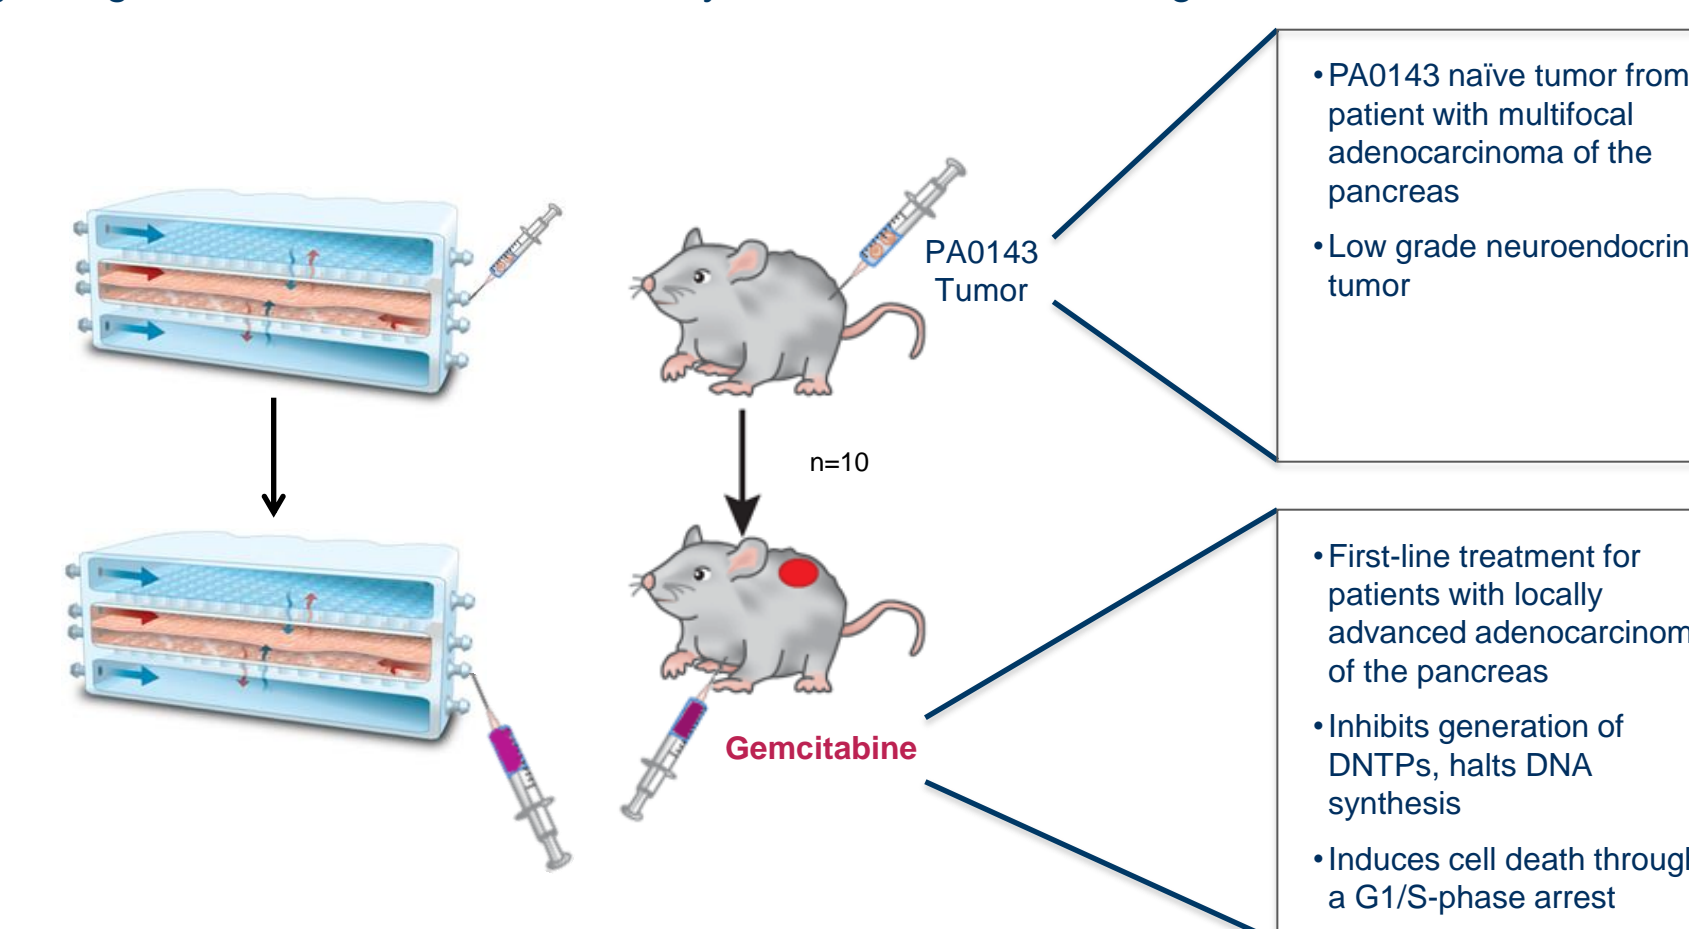 PA0143
Tumor
n=10
Gemcitabine
•PA0143 naïve tumor from
patient with multifocal
adenocarcinoma of the
pancreas
•Low grade neuroendocrin
tumor
•First-line treatment for
patients with locally
advanced adenocarcinom
of the pancreas
•Inhibits generation of
DNTPs, halts DNA
synthesis
•Induces cell death through
a G1/S-phase arrest